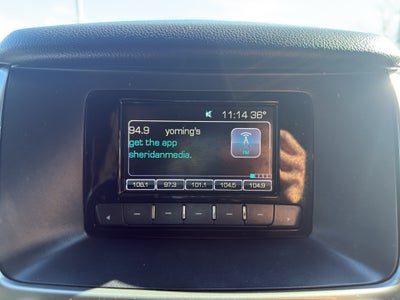 11:14 36°
94.9 yoming's
get the app
sheridanmedia.
FM
106.1 97.3 101.1 104.5 104.9